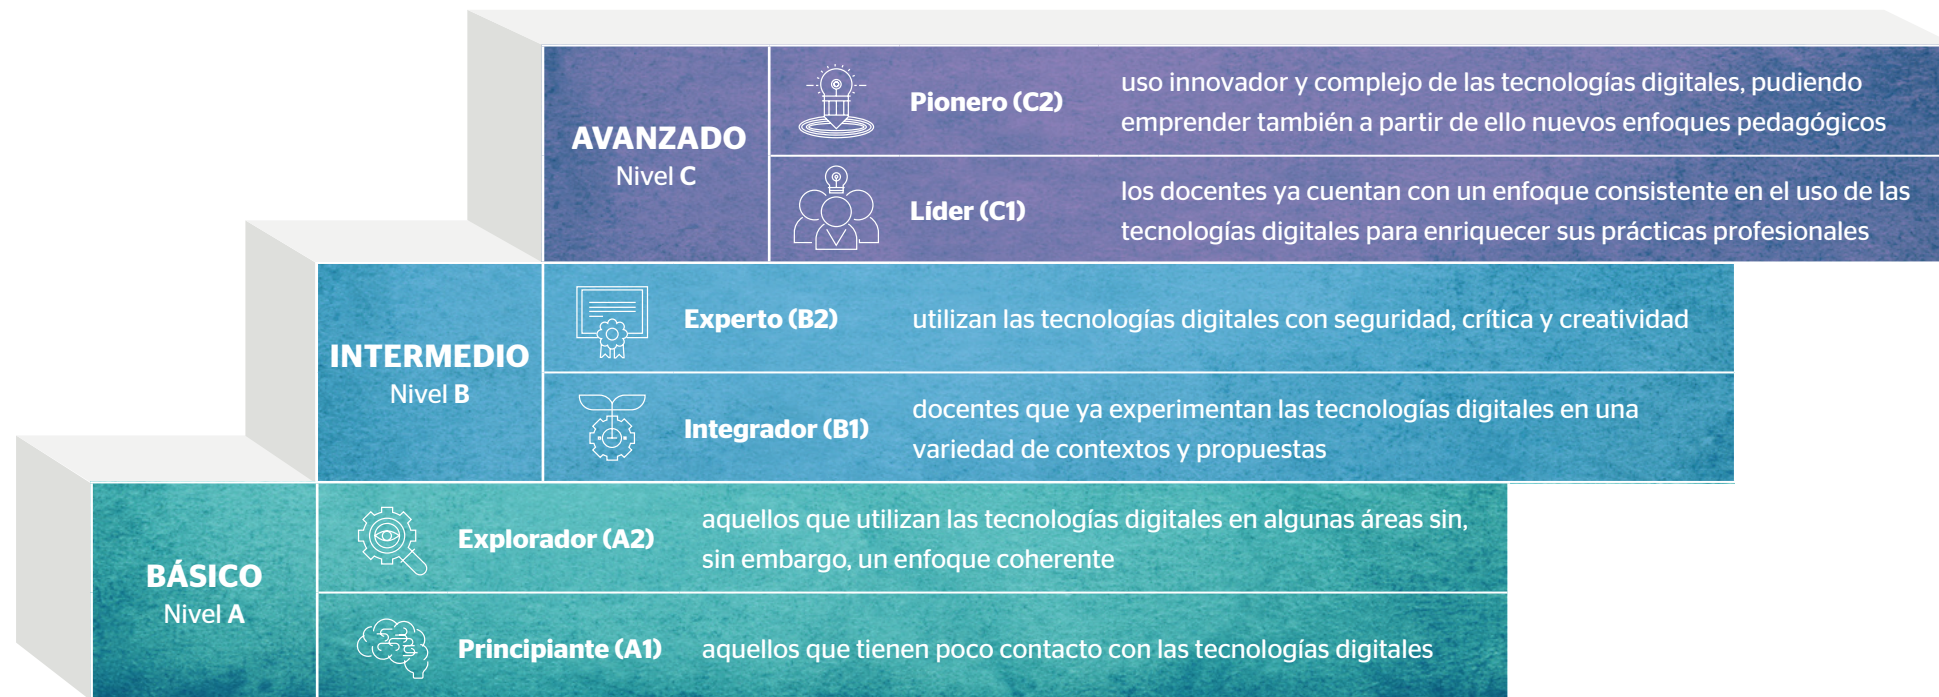 AVANZADO
Nivel C
Pionero (C2)
uso innovador y complejo de las tecnologías digitales, pudiendo
emprender también a partir de ello nuevos enfoques pedagógicos
Líder (C1)
los docentes ya cuentan con un enfoque consistente en el uso de las
tecnologías digitales para enriquecer sus prácticas profesionales
INTERMEDIO
Nivel B
Experto (B2)
utilizan las tecnologías digitales con seguridad, crítica y creatividad
Integrador (B1)
docentes que ya experimentan las tecnologías digitales en una
variedad de contextos y propuestas
BÁSICO
Nivel A
Explorador (A2)
aquellos que utilizan las tecnologías digitales en algunas áreas sin,
sin embargo, un enfoque coherente
Principiante (A1)
aquellos que tienen poco contacto con las tecnologías digitales